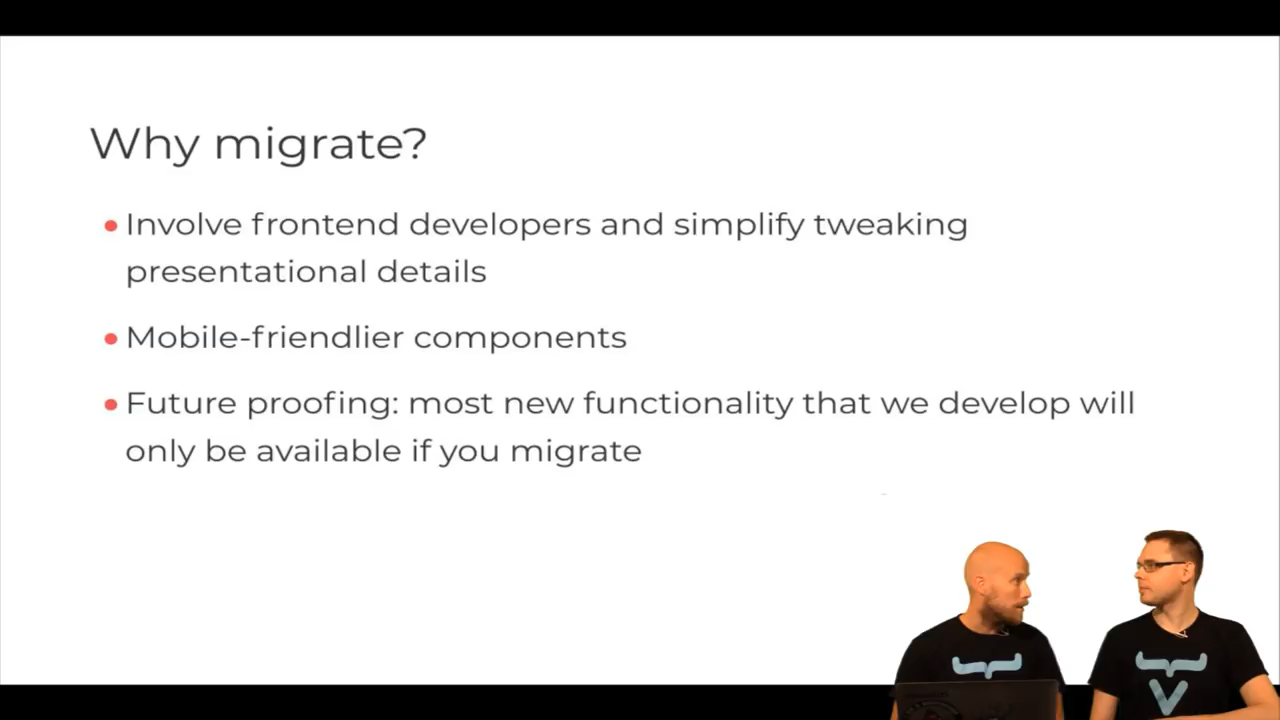 Why migrate?
• Involve frontend developers and simplify tweaking
presentational details
• Mobile-friendlier components
• Future proofing: most new functionality that we develop will
only be available if you migrate